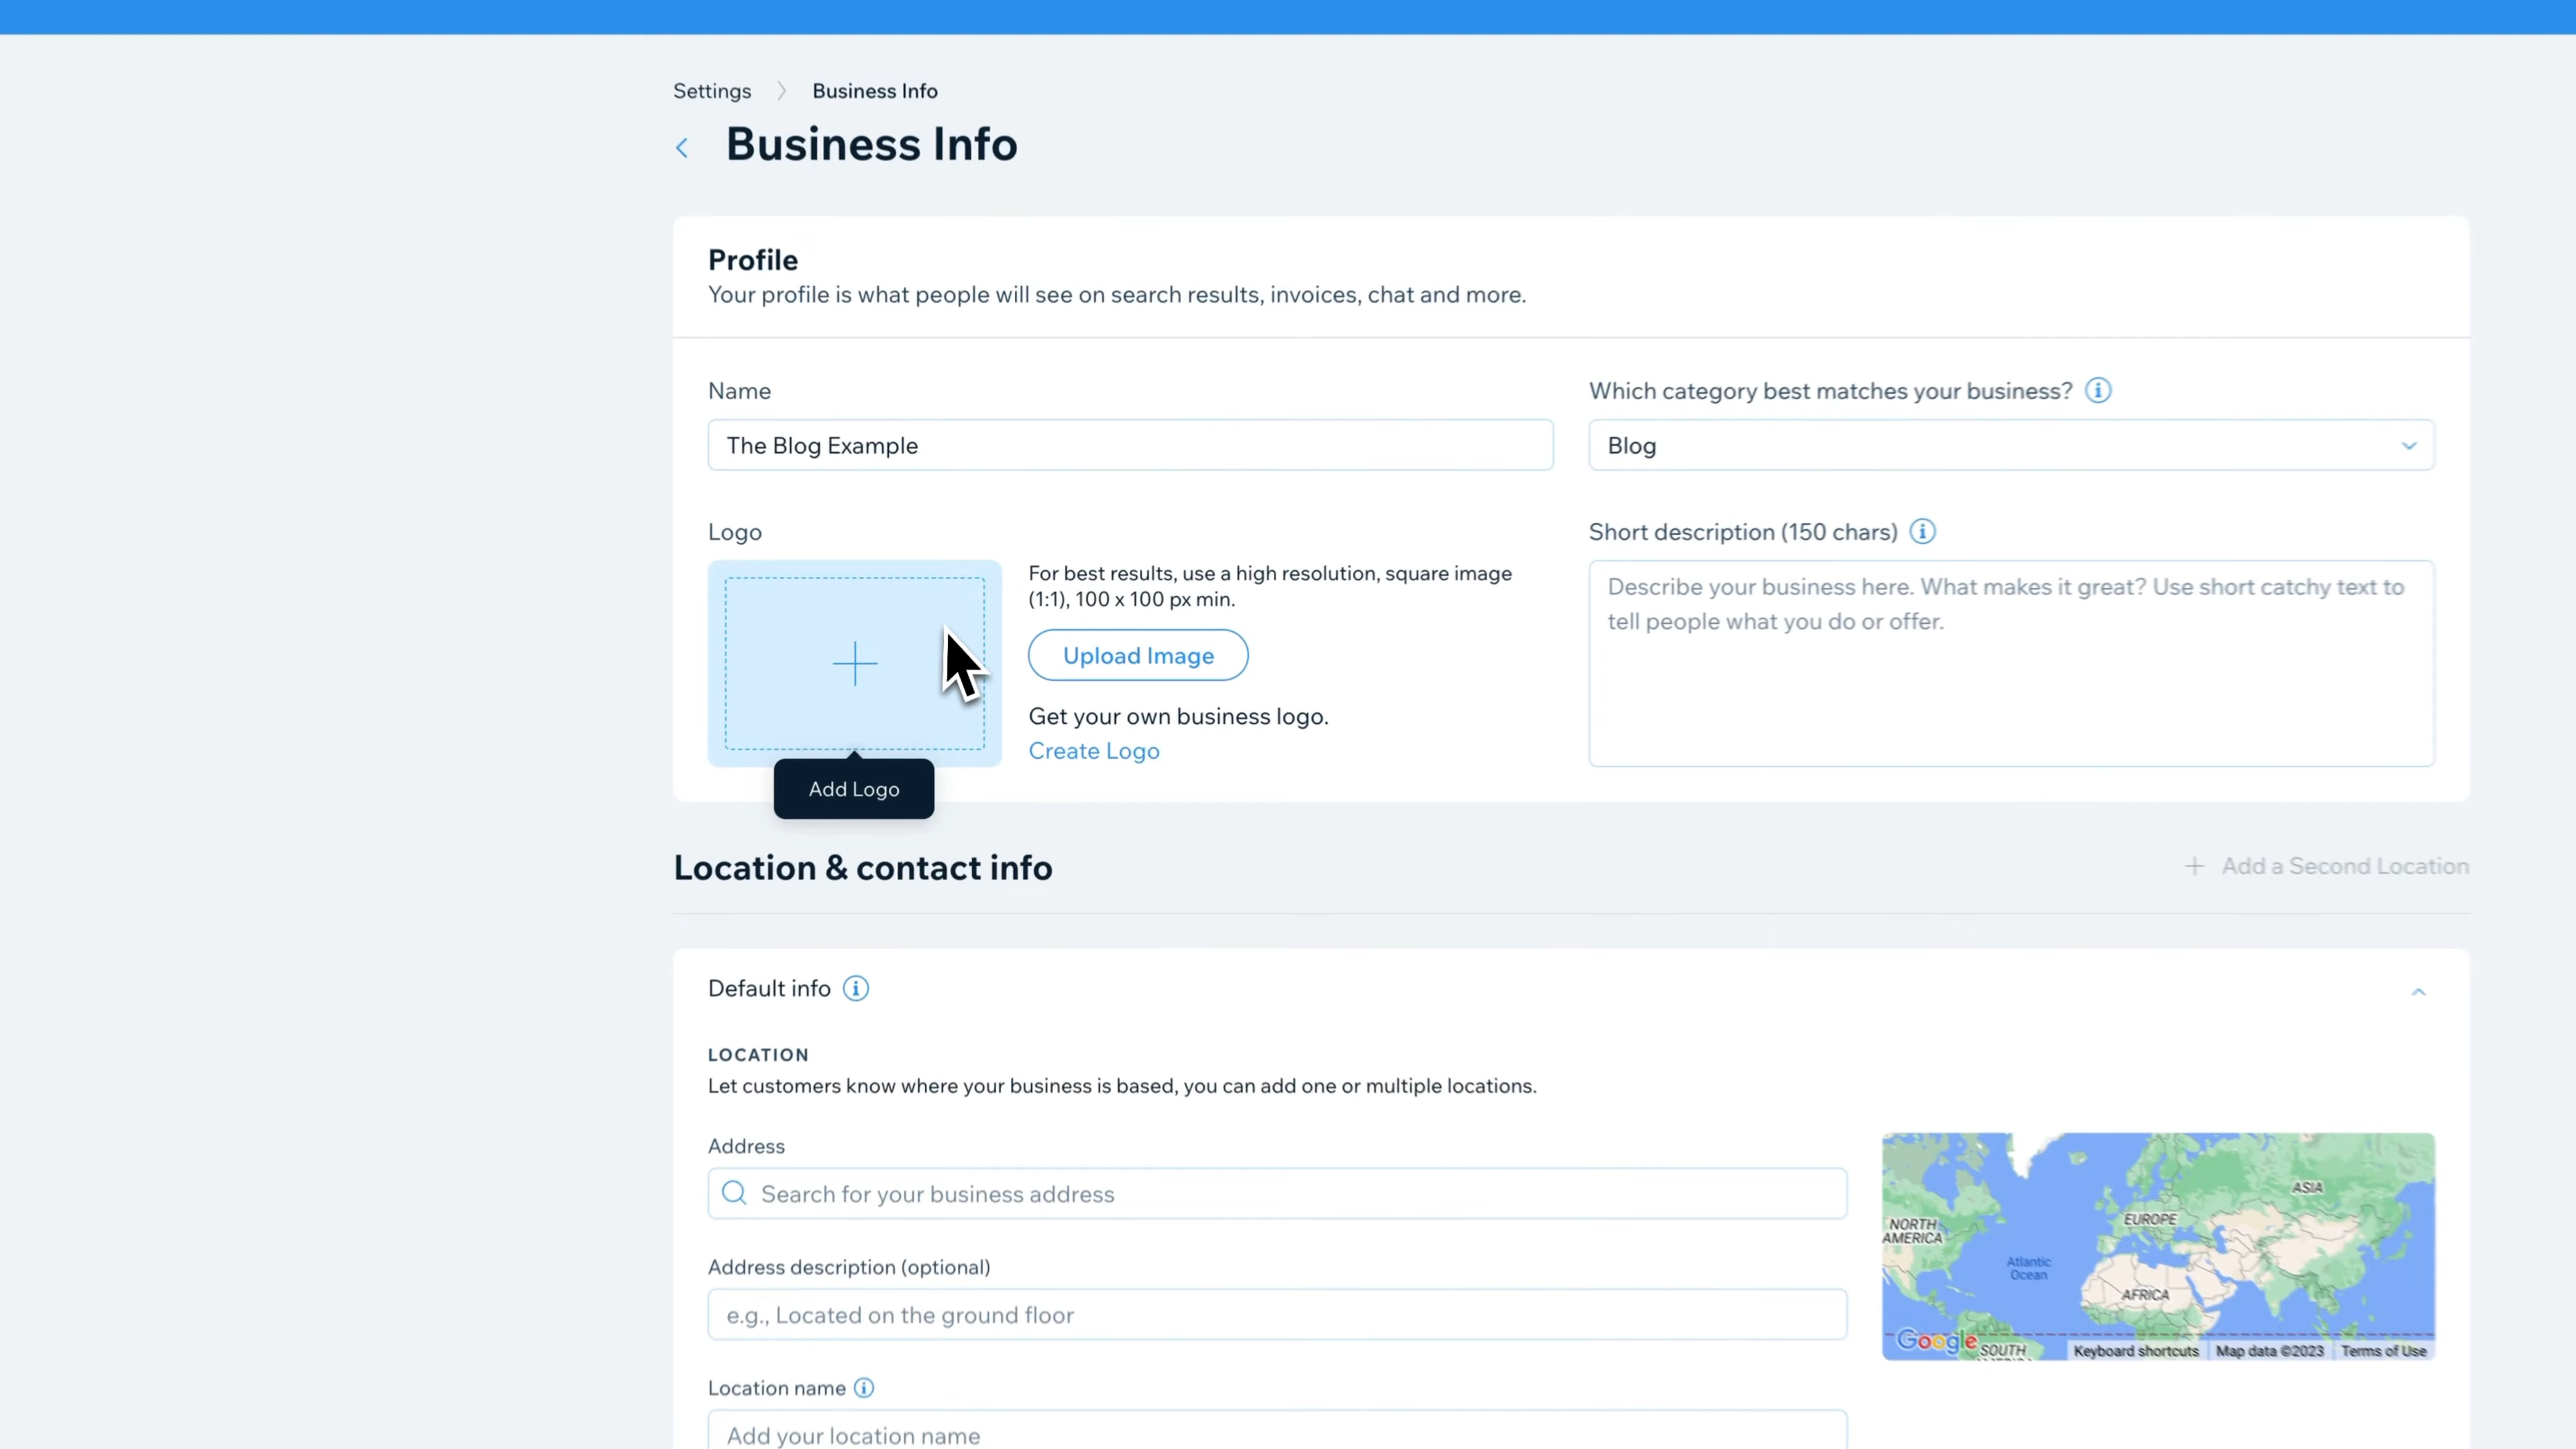 Settings > Business Info
Business Info
Profile
Your profile is what people will see on search results, invoices, chat and more.
Name
The Blog Example
Which category best matches your business?
Blog
Logo
For best results, use a high resolution, square image
(1:1), 100 x 100 px min.
Upload Image
Get your own business logo.
Create Logo
Add Logo
Short description (150 chars)
Describe your business here. What makes it great? Use short catchy text to
tell people what you do or offer.
Location & contact info
+ Add a Second Location
Default info
LOCATION
Let customers know where your business is based, you can add one or multiple locations.
Address
Search for your business address
Address description (optional)
e.g., Located on the ground floor
Location name
Add your location name
ASIA
EUROPE
NORTH
AMERICA
Atlantic
Ocean
AFRICA
Google
SOUTH
Keyboard shortcuts
Map data ©2023
Terms of Use